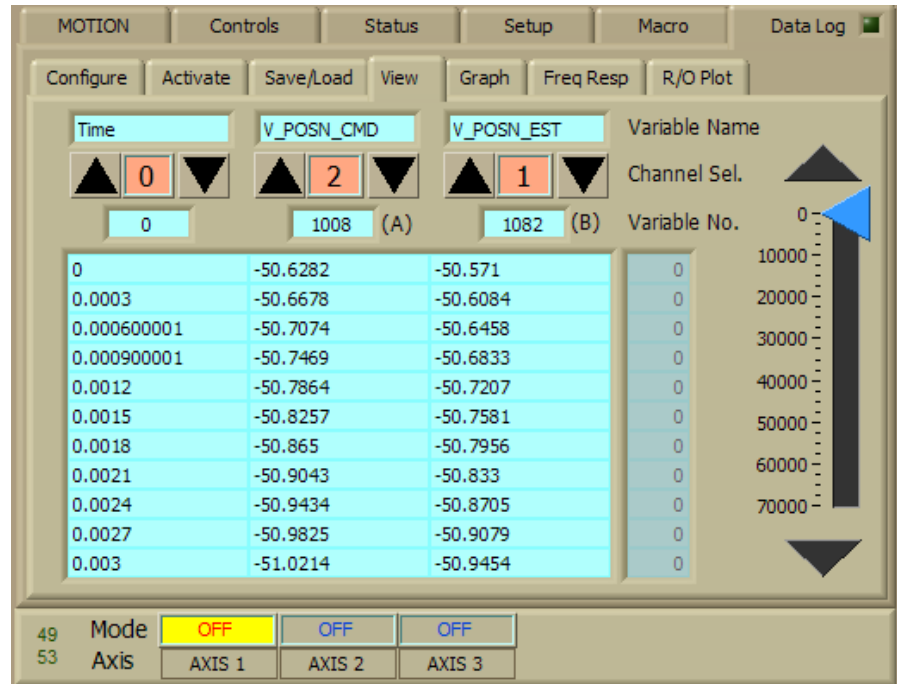 MOTION Controls Status Setup Macro Data Log
Configure Activate Save/Load View Graph Freq Resp R/O Plot
Time V_POSN_CMD V_POSN_EST Variable Name
0 2 1 Channel Sel.
0 1008 (A) 1082 (B) Variable No.
0 -50.6282 -50.571 0
0.0003 -50.6678 -50.6084 0
0.000600001 -50.7074 -50.6458 0
0.000900001 -50.7469 -50.6833 0
0.0012 -50.7864 -50.7207 0
0.0015 -50.8257 -50.7581 0
0.0018 -50.865 -50.7956 0
0.0021 -50.9043 -50.833 0
0.0024 -50.9434 -50.8705 0
0.0027 -50.9825 -50.9079 0
0.003 -51.0214 -50.9454 0
0
10000
20000
30000
40000
50000
60000
70000
49 Mode OFF OFF OFF
53 Axis AXIS 1 AXIS 2 AXIS 3